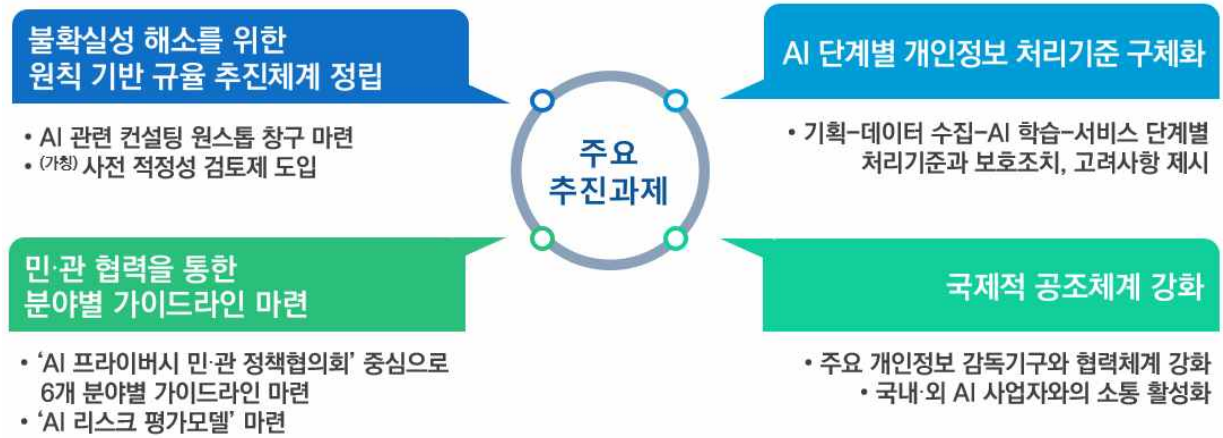 불확실성 해소를 위한
원칙 기반 규율 추진체계 정립
• AI 관련 컨설팅 원스톱 창구 마련
• (가칭) 사전 적정성 검토제 도입
AI 단계별 개인정보 처리기준 구체화
• 기획-데이터 수집-AI 학습-서비스 단계별
처리기준과 보호조치, 고려사항 제시
주요
추진과제
민·관 협력을 통한
분야별 가이드라인 마련
• ‘AI 프라이버시 민·관 정책협의회’ 중심으로
6개 분야별 가이드라인 마련
• ‘AI 리스크 평가모델’ 마련
국제적 공조체계 강화
• 주요 개인정보 감독기구와 협력체계 강화
• 국내·외 AI 사업자와의 소통 활성화